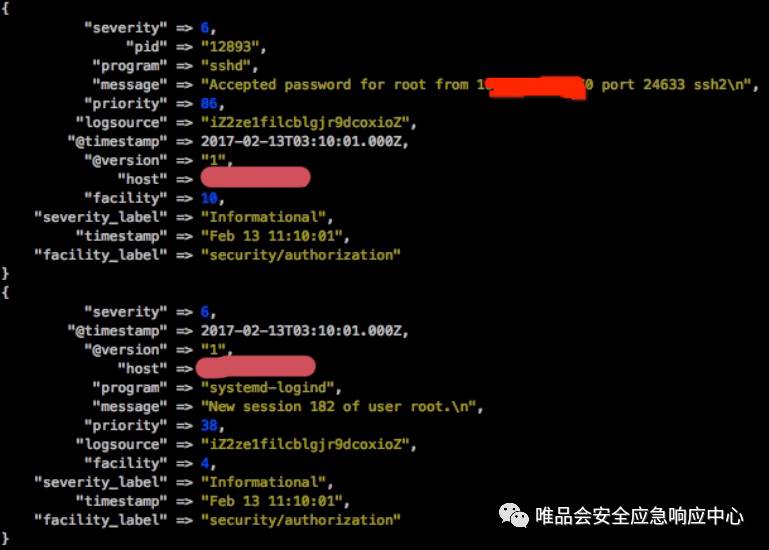 {
"severity" => 6,
"pid" => "12893",
"program" => "sshd",
"message" => "Accepted password for root from 1 0 port 24633 ssh2\n",
"priority" => 86,
"logsource" => "iZ2ze1filcblgjr9dcoxioZ",
"@timestamp" => 2017-02-13T03:10:01.000Z,
"@version" => "1",
"host" =>
"facility" => 10,
"severity_label" => "Informational",
"timestamp" => "Feb 13 11:10:01",
"facility_label" => "security/authorization"
}
{
"severity" => 6,
"@timestamp" => 2017-02-13T03:10:01.000Z,
"@version" => "1",
"host" =>
"program" => "systemd-logind",
"message" => "New session 182 of user root.\n",
"priority" => 38,
"logsource" => "iZ2ze1filcblgjr9dcoxioZ",
"facility" => 4,
"severity_label" => "Informational",
"timestamp" => "Feb 13 11:10:01",
"facility_label" => "security/authorization"
}
唯品会安全应急响应中心